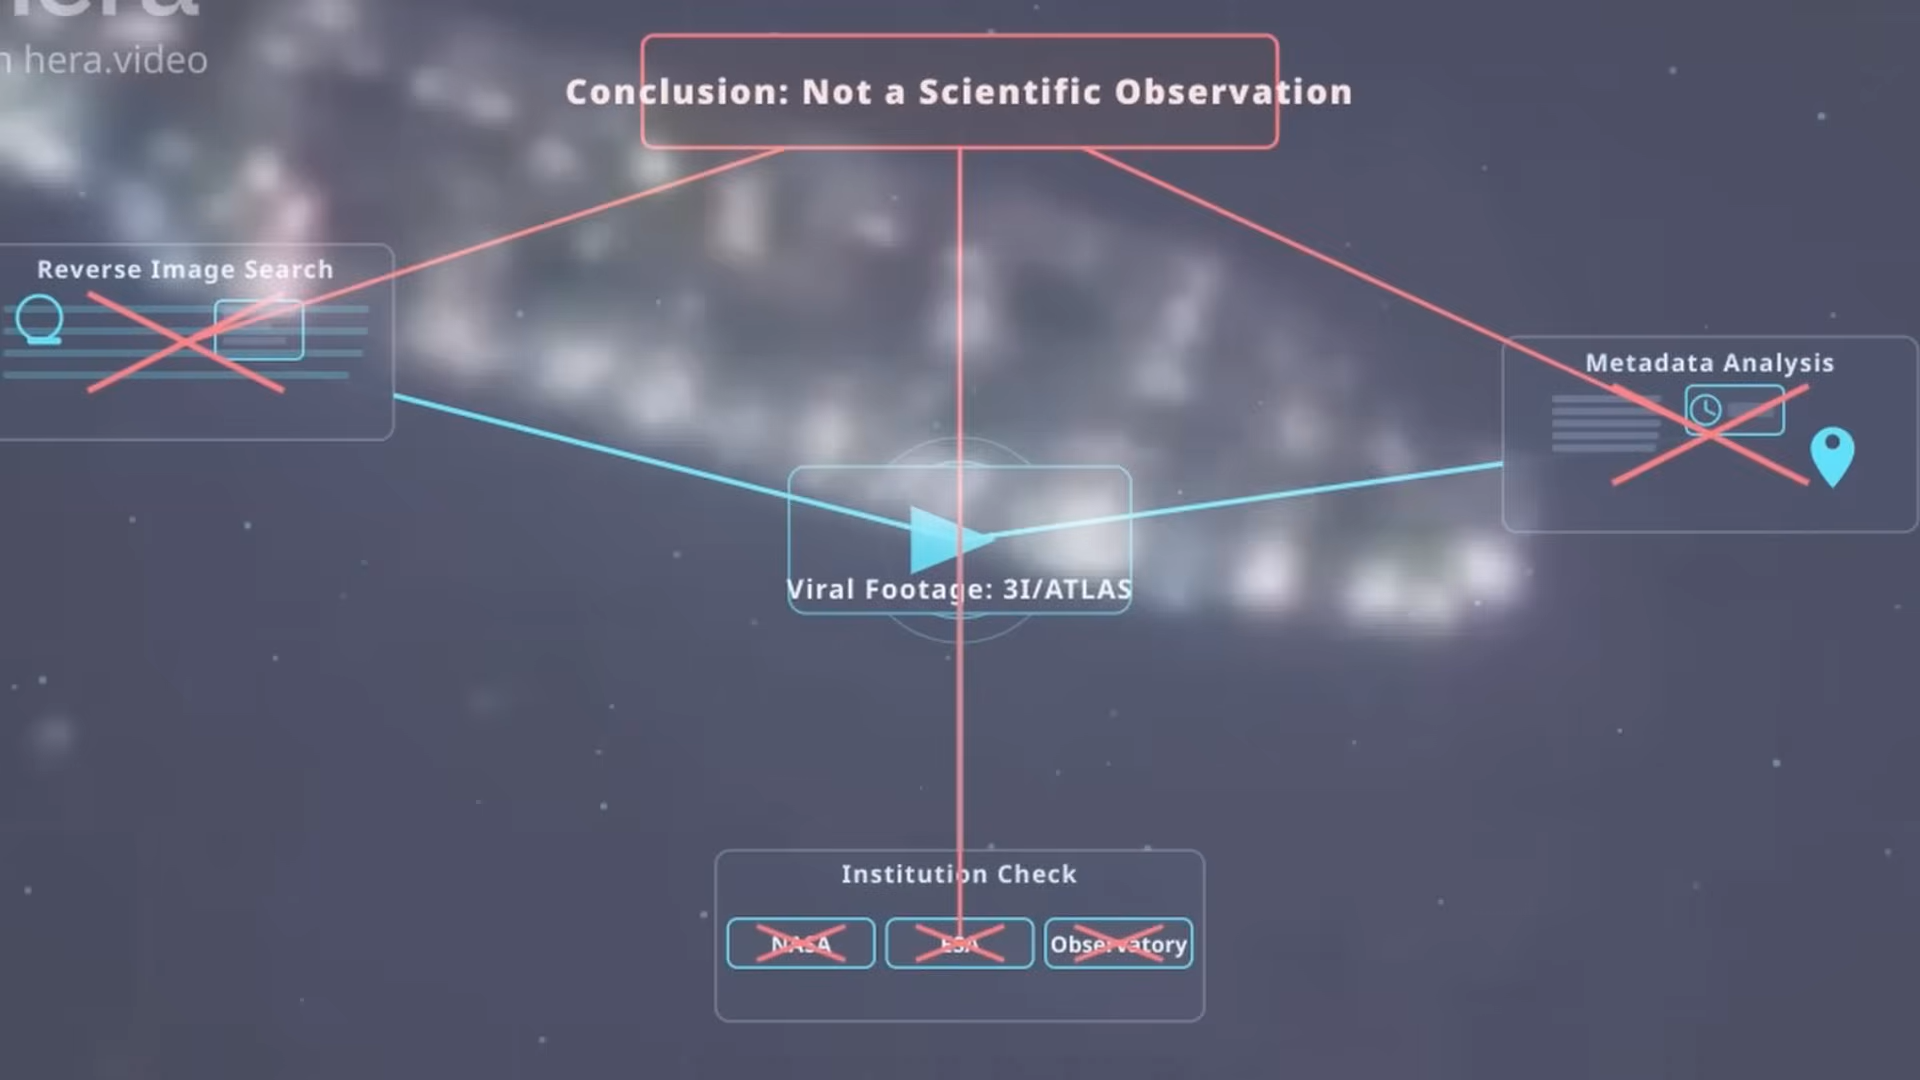 hera
n hera.video
Conclusion: Not a Scientific Observation
Reverse Image Search
Metadata Analysis
Viral Footage: 3I/ATLAS
Institution Check
NASA
ESA
Observatory